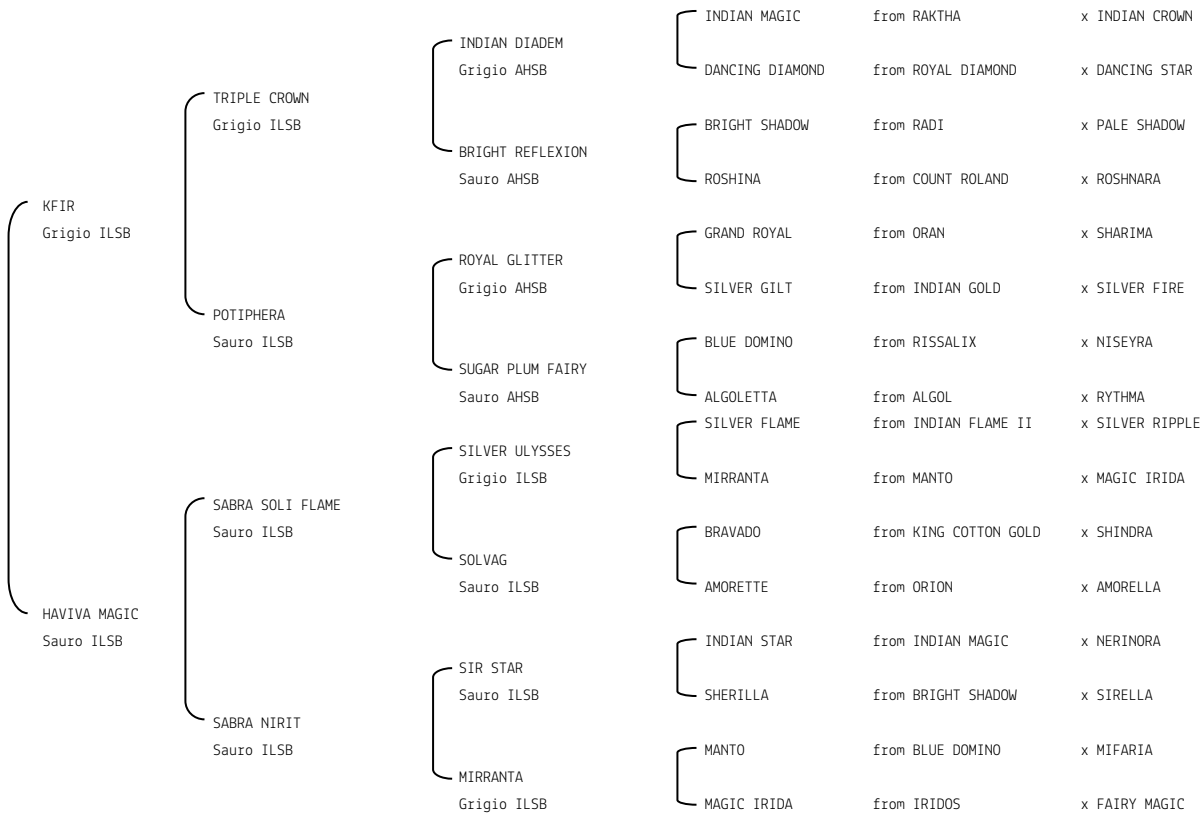 INDIAN MAGIC from RAKTHA x INDIAN CROWN
INDIAN DIADEM
Grigio AHSB DANCING DIAMOND from ROYAL DIAMOND x DANCING STAR
TRIPLE CROWN
Grigio ILSB BRIGHT SHADOW from RADI x PALE SHADOW
BRIGHT REFLEXION
Sauro AHSB ROSHINA from COUNT ROLAND x ROSHNARA
KFIR
Grigio ILSB GRAND ROYAL from ORAN x SHARIMA
ROYAL GLITTER
Grigio AHSB SILVER GILT from INDIAN GOLD x SILVER FIRE
POTIPHERA
Sauro ILSB BLUE DOMINO from RISSALIX x NISEYRA
SUGAR PLUM FAIRY
Sauro AHSB ALGOLETTA from ALGOL x RYTHMA
SILVER FLAME from INDIAN FLAME II x SILVER RIPPLE
SILVER ULYSSES
Grigio ILSB MIRRANTA from MANTO x MAGIC IRIDA
SABRA SOLI FLAME
Sauro ILSB BRAVADO from KING COTTON GOLD x SHINDRA
SOLVAG
Sauro ILSB AMORETTE from ORION x AMORELLA
HAVIVA MAGIC
Sauro ILSB INDIAN STAR from INDIAN MAGIC x NERINORA
SIR STAR
Sauro ILSB SHERILLA from BRIGHT SHADOW x SIRELLA
SABRA NIRIT
Sauro ILSB MANTO from BLUE DOMINO x MIFARIA
MIRRANTA
Grigio ILSB MAGIC IRIDA from IRIDOS x FAIRY MAGIC